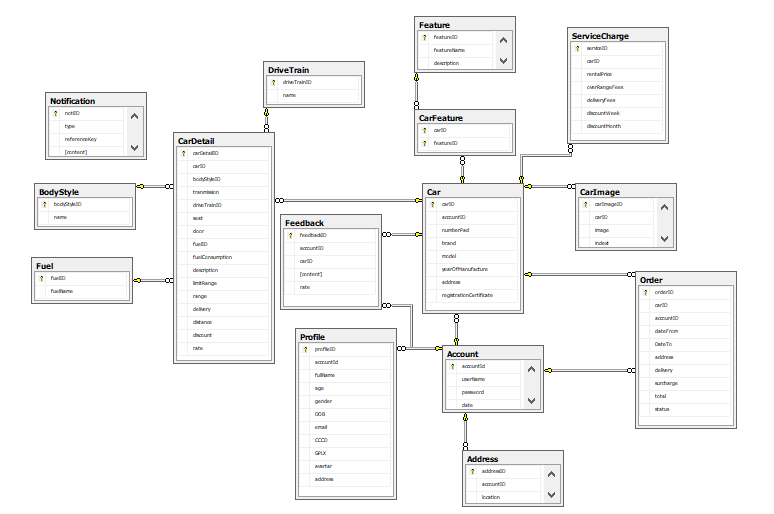 Feature
featureID
featureName
description
ServiceCharge
serviceID
carID
rentalPrice
overRangeFees
deliveryFees
discountWeek
discountMonth
DriveTrain
driveTrainID
name
Notification
notID
type
referenceKey
[content]
CarFeature
carID
featureID
CarDetail
carDetailID
carID
bodyStyleID
transmission
driveTrainID
seat
door
fuelID
fuelConsumption
description
limitRange
range
delivery
distance
discount
rate
BodyStyle
bodyStyleID
name
Car
carID
accountID
numberPad
brand
model
yearOfManufacture
address
registrationCertificate
CarImage
carImageID
carID
image
Feedback
feedbackID
accountID
carID
[content]
rate
Fuel
fuelID
fuelName
Order
orderID
carID
accountID
dateFrom
DateTo
address
delivery
surcharge
total
status
Profile
profileID
accountId
fullName
age
gender
DOB
email
CCCD
GPLX
avartar
address
Account
accountId
userName
password
date
Address
addressID
accountID
location